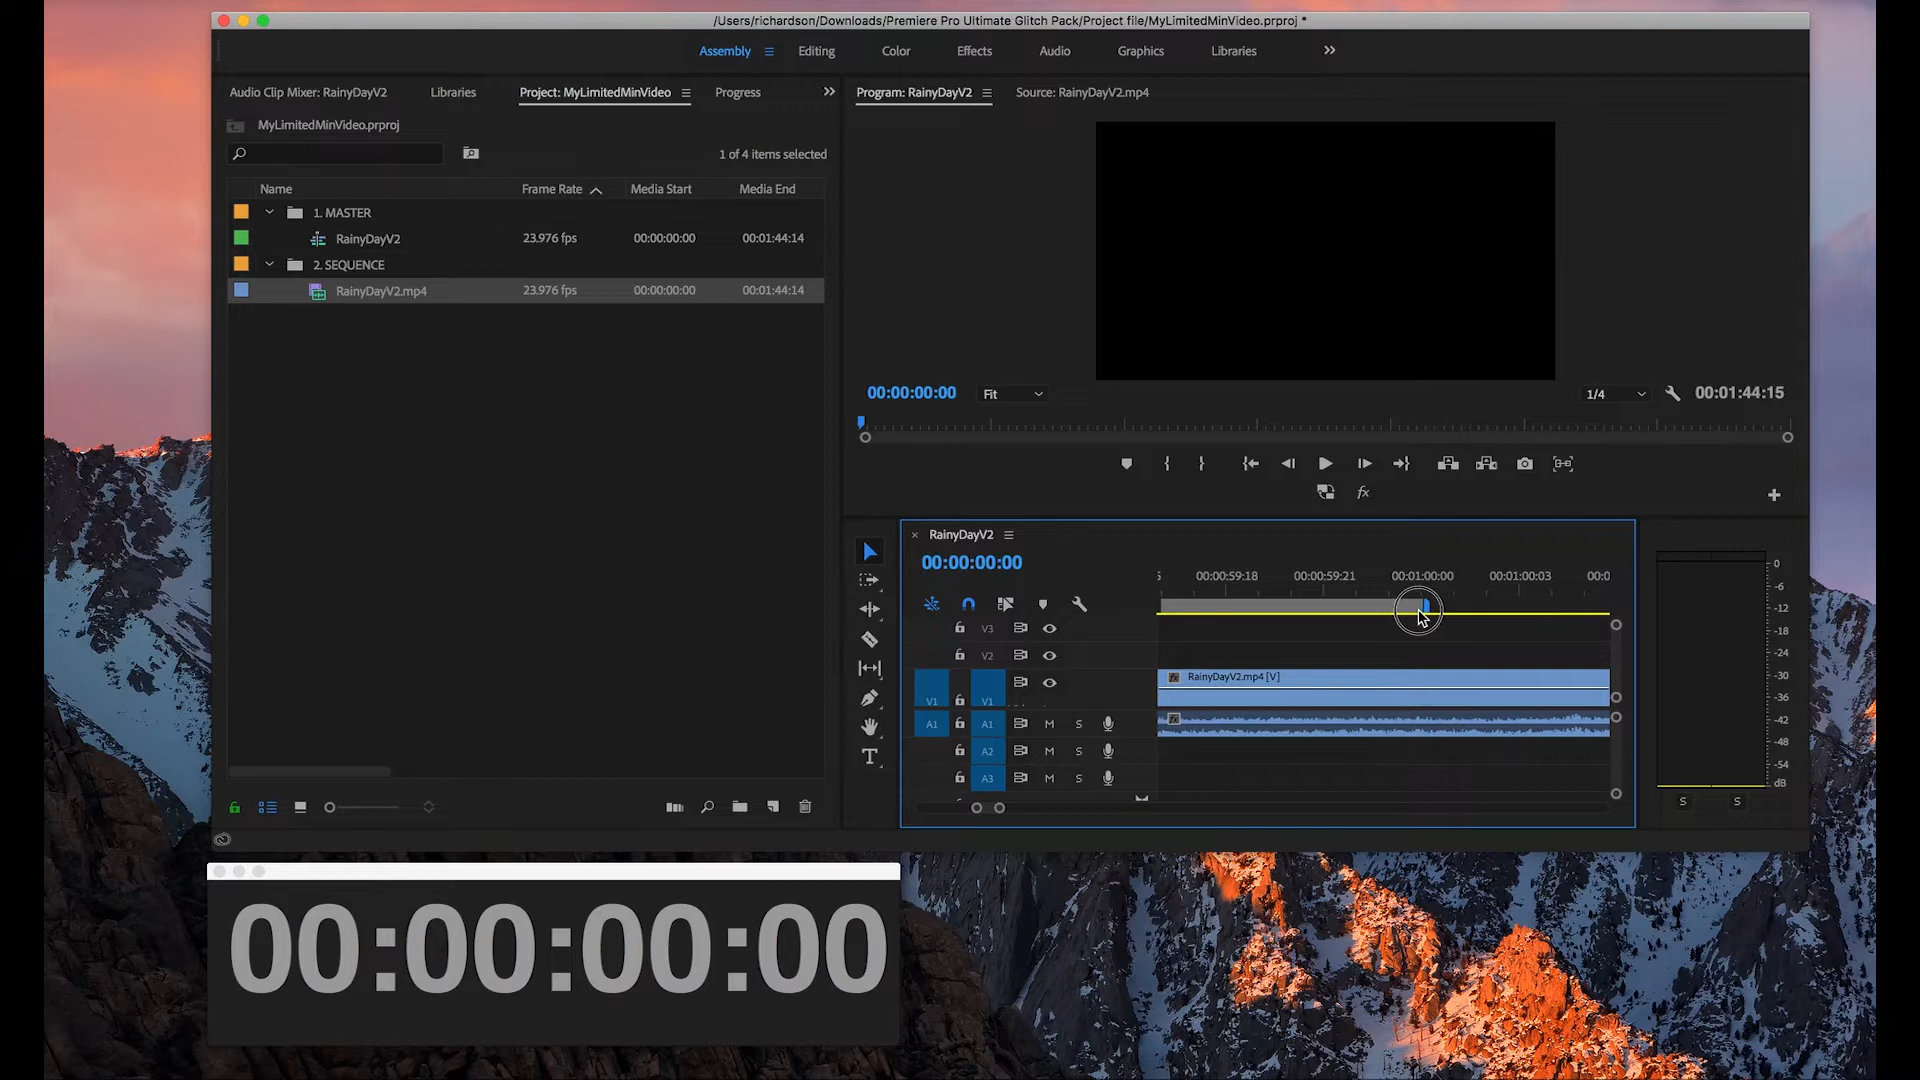 /Users/richardson/Downloads/Premiere Pro Ultimate Glitch Pack/Project file/MyLimitedMinVideo.prproj *
Assembly Editing Color Effects Audio Graphics Libraries
Audio Clip Mixer: RainyDayV2 Libraries Project: MyLimitedMinVideo Progress
Program: RainyDayV2 Source: RainyDayV2.mp4
MyLimitedMinVideo.prproj
1 of 4 items selected
Name Frame Rate Media Start Media End
1. MASTER
RainyDayV2 23.976 fps 00:00:00:00 00:01:44:14
2. SEQUENCE
RainyDayV2.mp4 23.976 fps 00:00:00:00 00:01:44:14
00:00:00:00 Fit 1/4 00:01:44:15
fx
RainyDayV2
00:00:00:00
00:00:59:18 00:00:59:21 00:01:00:00 00:01:00:03 00:0
V3
V2
V1 V1
RainyDayV2.mp4 [V]
A1 A1 M S
A2 M S
A3 M S
T
0
-6
-12
-18
-24
-30
-36
-42
-48
-54
dB
S S
00:00:00:00